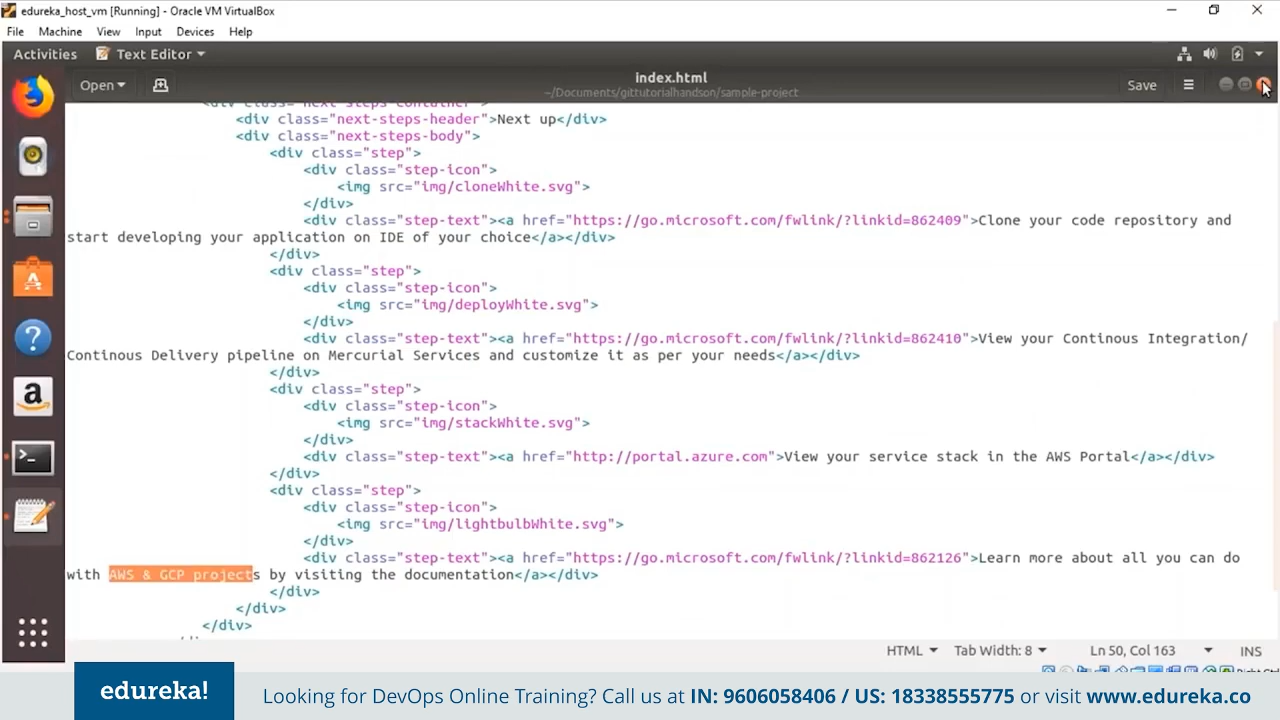 edureka_host_vm [Running] - Oracle VM VirtualBox
File Machine View Input Devices Help
Activities Text Editor
Open index.html Save
~/Documents/gittutorialhandson/sample-project
<div class="next-steps-container">
<div class="next-steps-header">Next up</div>
<div class="next-steps-body">
<div class="step">
<div class="step-icon">
<img src="img/cloneWhite.svg">
</div>
<div class="step-text"><a href="https://go.microsoft.com/fwlink/?linkid=862409">Clone your code repository and
start developing your application on IDE of your choice</a></div>
</div>
<div class="step">
<div class="step-icon">
<img src="img/deployWhite.svg">
</div>
<div class="step-text"><a href="https://go.microsoft.com/fwlink/?linkid=862410">View your Continous Integration/
Continous Delivery pipeline on Mercurial Services and customize it as per your needs</a></div>
</div>
<div class="step">
<div class="step-icon">
<img src="img/stackWhite.svg">
</div>
<div class="step-text"><a href="http://portal.azure.com">View your service stack in the AWS Portal</a></div>
</div>
<div class="step">
<div class="step-icon">
<img src="img/lightbulbWhite.svg">
</div>
<div class="step-text"><a href="https://go.microsoft.com/fwlink/?linkid=862126">Learn more about all you can do
with AWS & GCP projects by visiting the documentation</a></div>
</div>
</div>
</div>
HTML Tab Width: 8 Ln 50, Col 163 INS
edureka! Looking for DevOps Online Training? Call us at IN: 9606058406 / US: 18338555775 or visit www.edureka.co